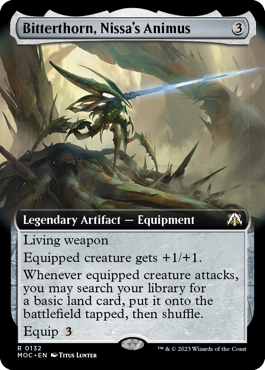 Bitterthorn, Nissa's Animus 3
Legendary Artifact — Equipment
Living weapon
Equipped creature gets +1/+1.
Whenever equipped creature attacks,
you may search your library for
a basic land card, put it onto the
battlefield tapped, then shuffle.
Equip 3
R 0132
MOC • EN TITUS LUNTER ™ & © 2023 Wizards of the Coast